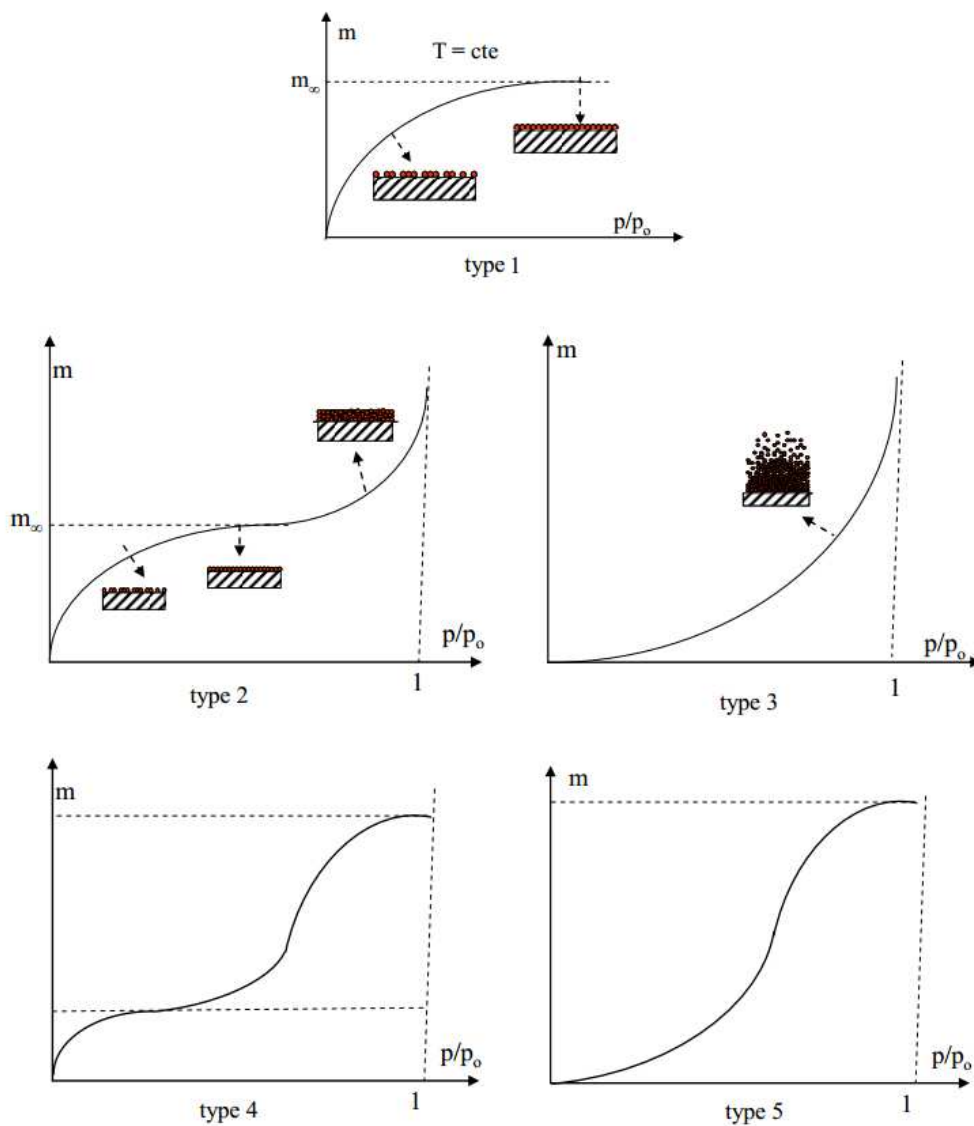 m
T = cte
m∞
p/po
type 1
m
m∞
p/po
1
type 2
m
p/po
1
type 3
m
p/po
1
type 4
m
p/po
1
type 5